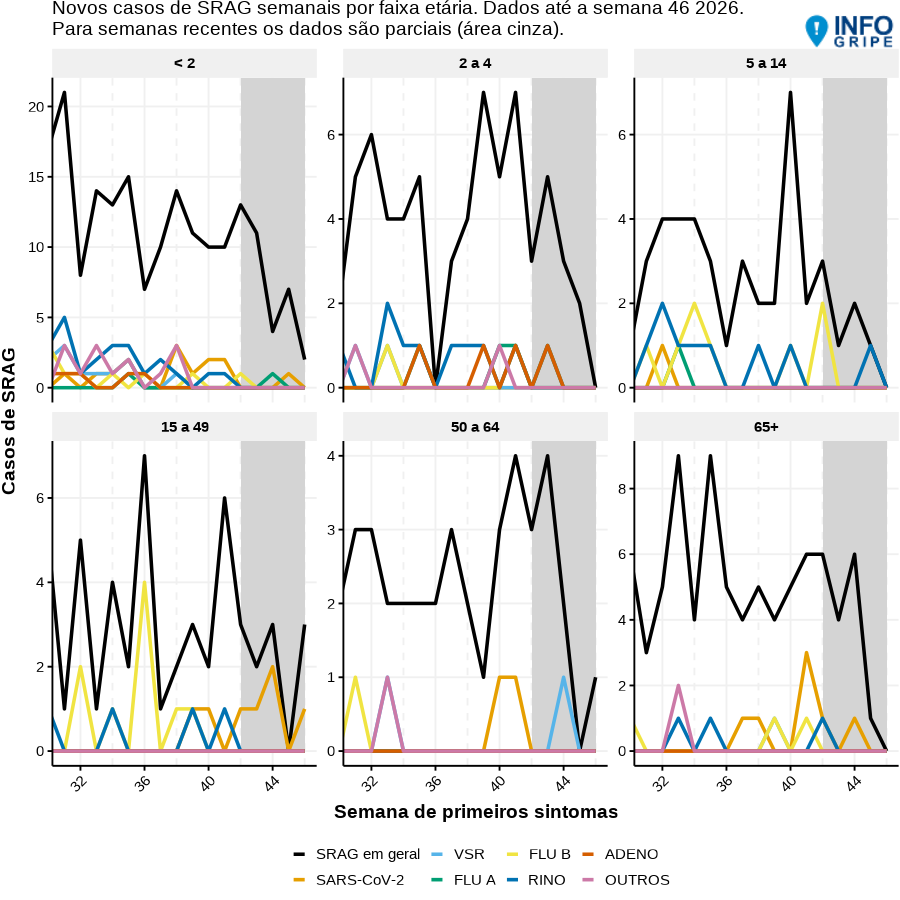 Novos casos de SRAG semanais por faixa etária. Dados até a semana 46 2026.
Para semanas recentes os dados são parciais (área cinza).
INFO
GRIPE
< 2
2 a 4
5 a 14
20
15
10
5
0
6
4
2
0
6
4
2
0
Casos de SRAG
15 a 49
50 a 64
65+
6
4
2
0
4
3
2
1
0
8
6
4
2
0
32
36
40
44
32
36
40
44
32
36
40
44
Semana de primeiros sintomas
SRAG em geral
VSR
FLU B
ADENO
SARS-CoV-2
FLU A
RINO
OUTROS